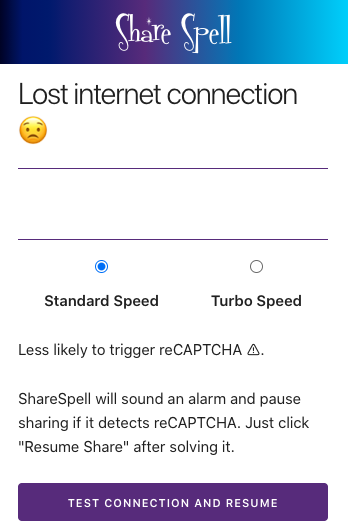 Share Spell
Lost internet connection
😟
Standard Speed
Turbo Speed
Less likely to trigger reCAPTCHA ⚠.
ShareSpell will sound an alarm and pause
sharing if it detects reCAPTCHA. Just click
"Resume Share" after solving it.
TEST CONNECTION AND RESUME